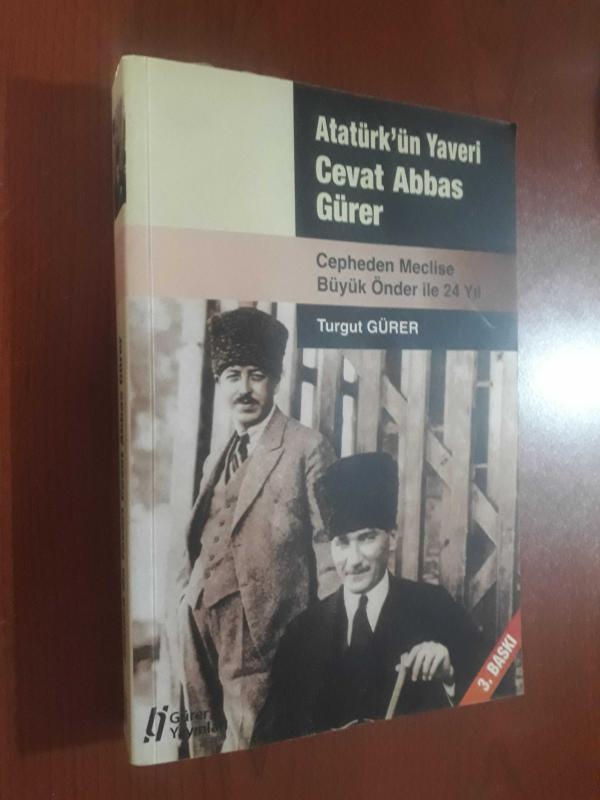 Atatürk'ün Yaveri
Cevat Abbas
Gürer
Cepheden Meclise
Büyük Önder ile 24 Yıl
Turgut GÜRER
3. BASKI
Gürer
Yayınları